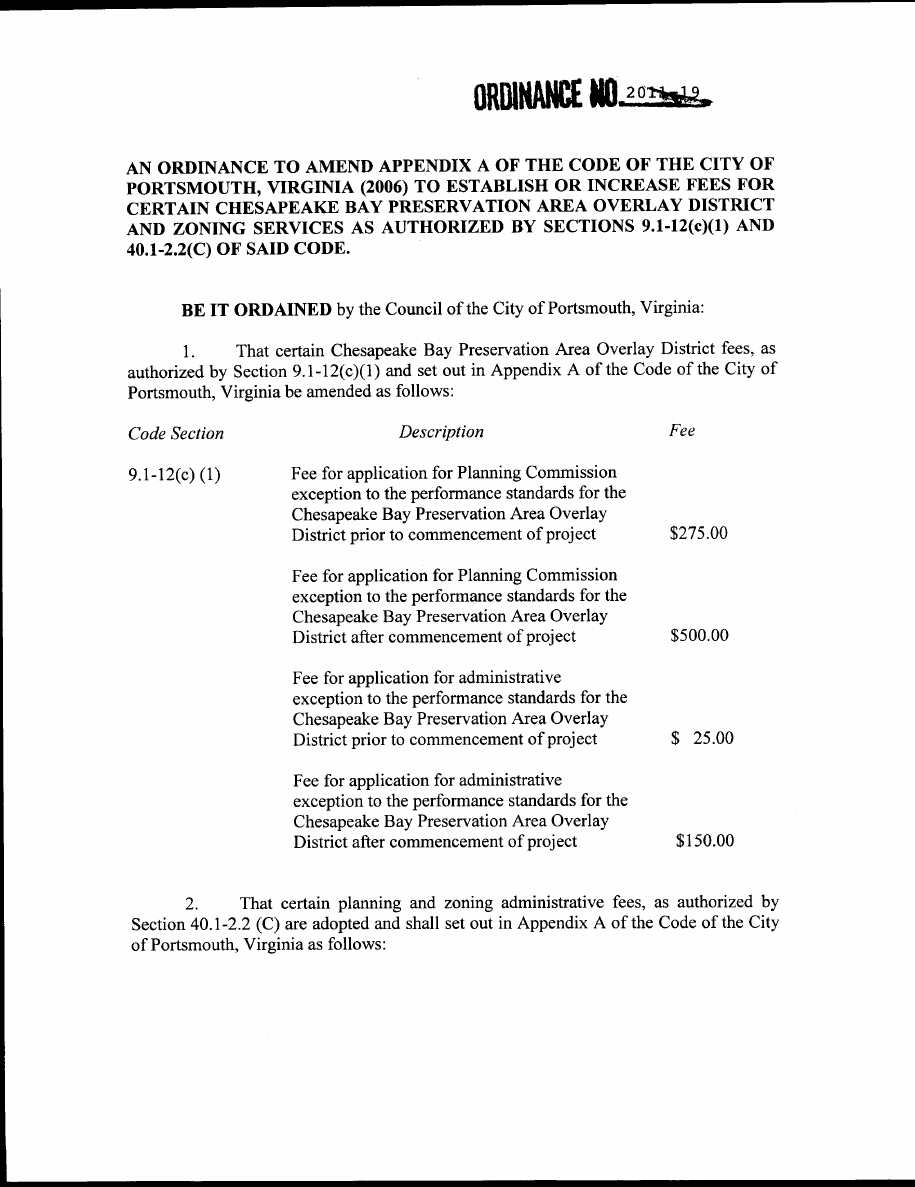 ORDINANCE NO. 2011-19
AN ORDINANCE TO AMEND APPENDIX A OF THE CODE OF THE CITY OF
PORTSMOUTH, VIRGINIA (2006) TO ESTABLISH OR INCREASE FEES FOR
CERTAIN CHESAPEAKE BAY PRESERVATION AREA OVERLAY DISTRICT
AND ZONING SERVICES AS AUTHORIZED BY SECTIONS 9.1-12(c)(1) AND
40.1-2.2(C) OF SAID CODE.
BE IT ORDAINED by the Council of the City of Portsmouth, Virginia:
1. That certain Chesapeake Bay Preservation Area Overlay District fees, as
authorized by Section 9.1-12(c)(1) and set out in Appendix A of the Code of the City of
Portsmouth, Virginia be amended as follows:
Code Section Description Fee
9.1-12(c) (1) Fee for application for Planning Commission
exception to the performance standards for the
Chesapeake Bay Preservation Area Overlay
District prior to commencement of project $275.00
Fee for application for Planning Commission
exception to the performance standards for the
Chesapeake Bay Preservation Area Overlay
District after commencement of project $500.00
Fee for application for administrative
exception to the performance standards for the
Chesapeake Bay Preservation Area Overlay
District prior to commencement of project $ 25.00
Fee for application for administrative
exception to the performance standards for the
Chesapeake Bay Preservation Area Overlay
District after commencement of project $150.00
2. That certain planning and zoning administrative fees, as authorized by
Section 40.1-2.2 (C) are adopted and shall set out in Appendix A of the Code of the City
of Portsmouth, Virginia as follows: